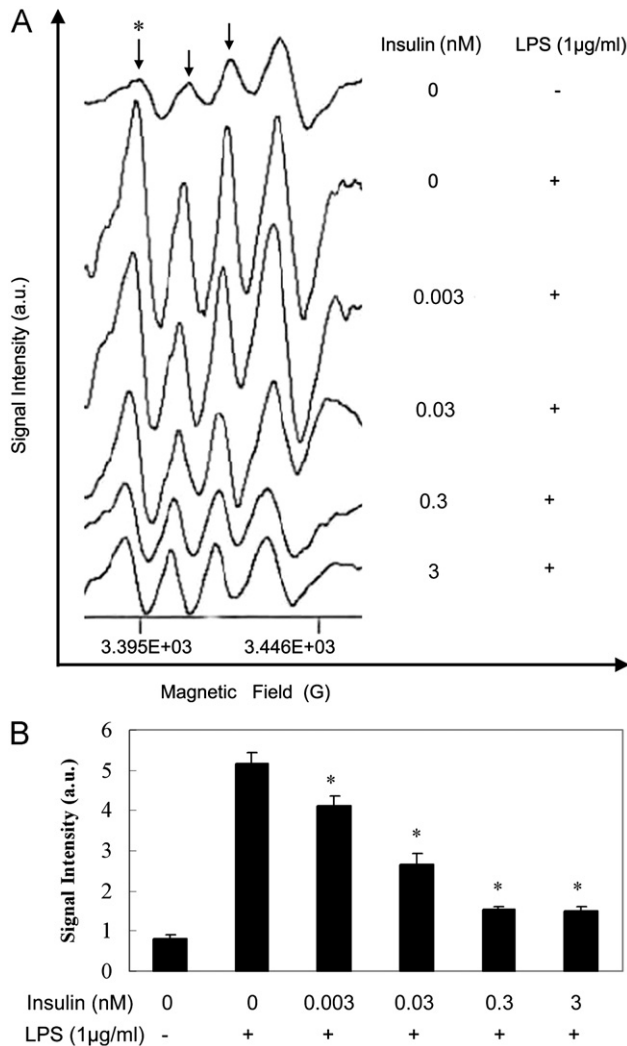 A
*
Insulin (nM) LPS (1µg/ml)
0 -
0 +
0.003 +
0.03 +
0.3 +
3 +
Signal Intensity (a.u.)
3.395E+03 3.446E+03
Magnetic Field (G)
B
Signal Intensity (a.u.)
6
5
4
3
2
1
0
* * * *
Insulin (nM) 0 0 0.003 0.03 0.3 3
LPS (1µg/ml) - + + + + +